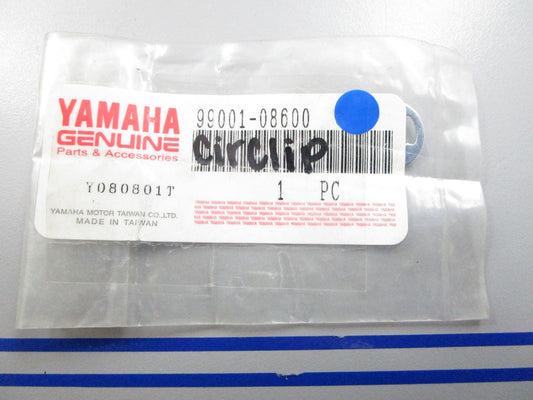 YAMAHA
GENUINE
Parts & Accessories
Y080801T
YAMAHA MOTOR TAIWAN CO.,LTD.
MADE IN TAIWAN
99001-08600
circlip
1 PC